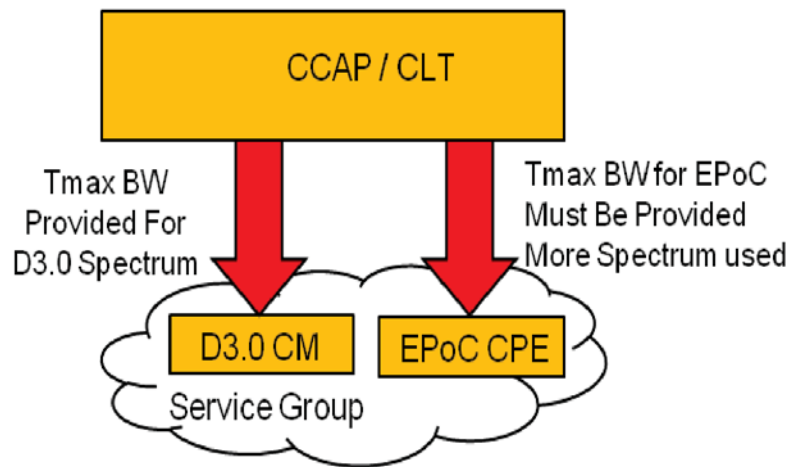 CCAP / CLT
Tmax BW
Provided For
D3.0 Spectrum
Tmax BW for EPoC
Must Be Provided
More Spectrum used
D3.0 CM
EPoC CPE
Service Group